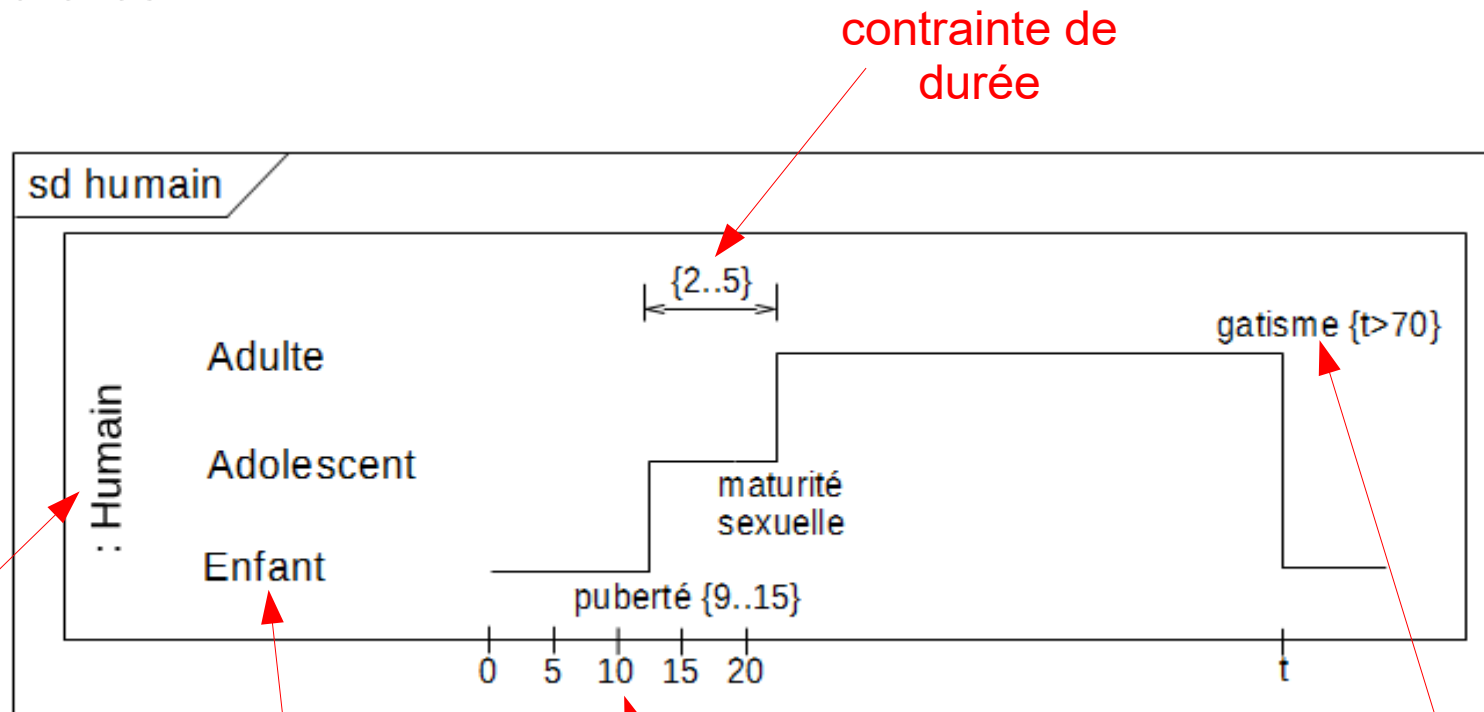 contrainte de
durée
sd humain
{2..5}
gatisme {t>70}
Adulte
: Humain
Adolescent
maturité
sexuelle
Enfant
puberté {9..15}
0 5 10 15 20 t